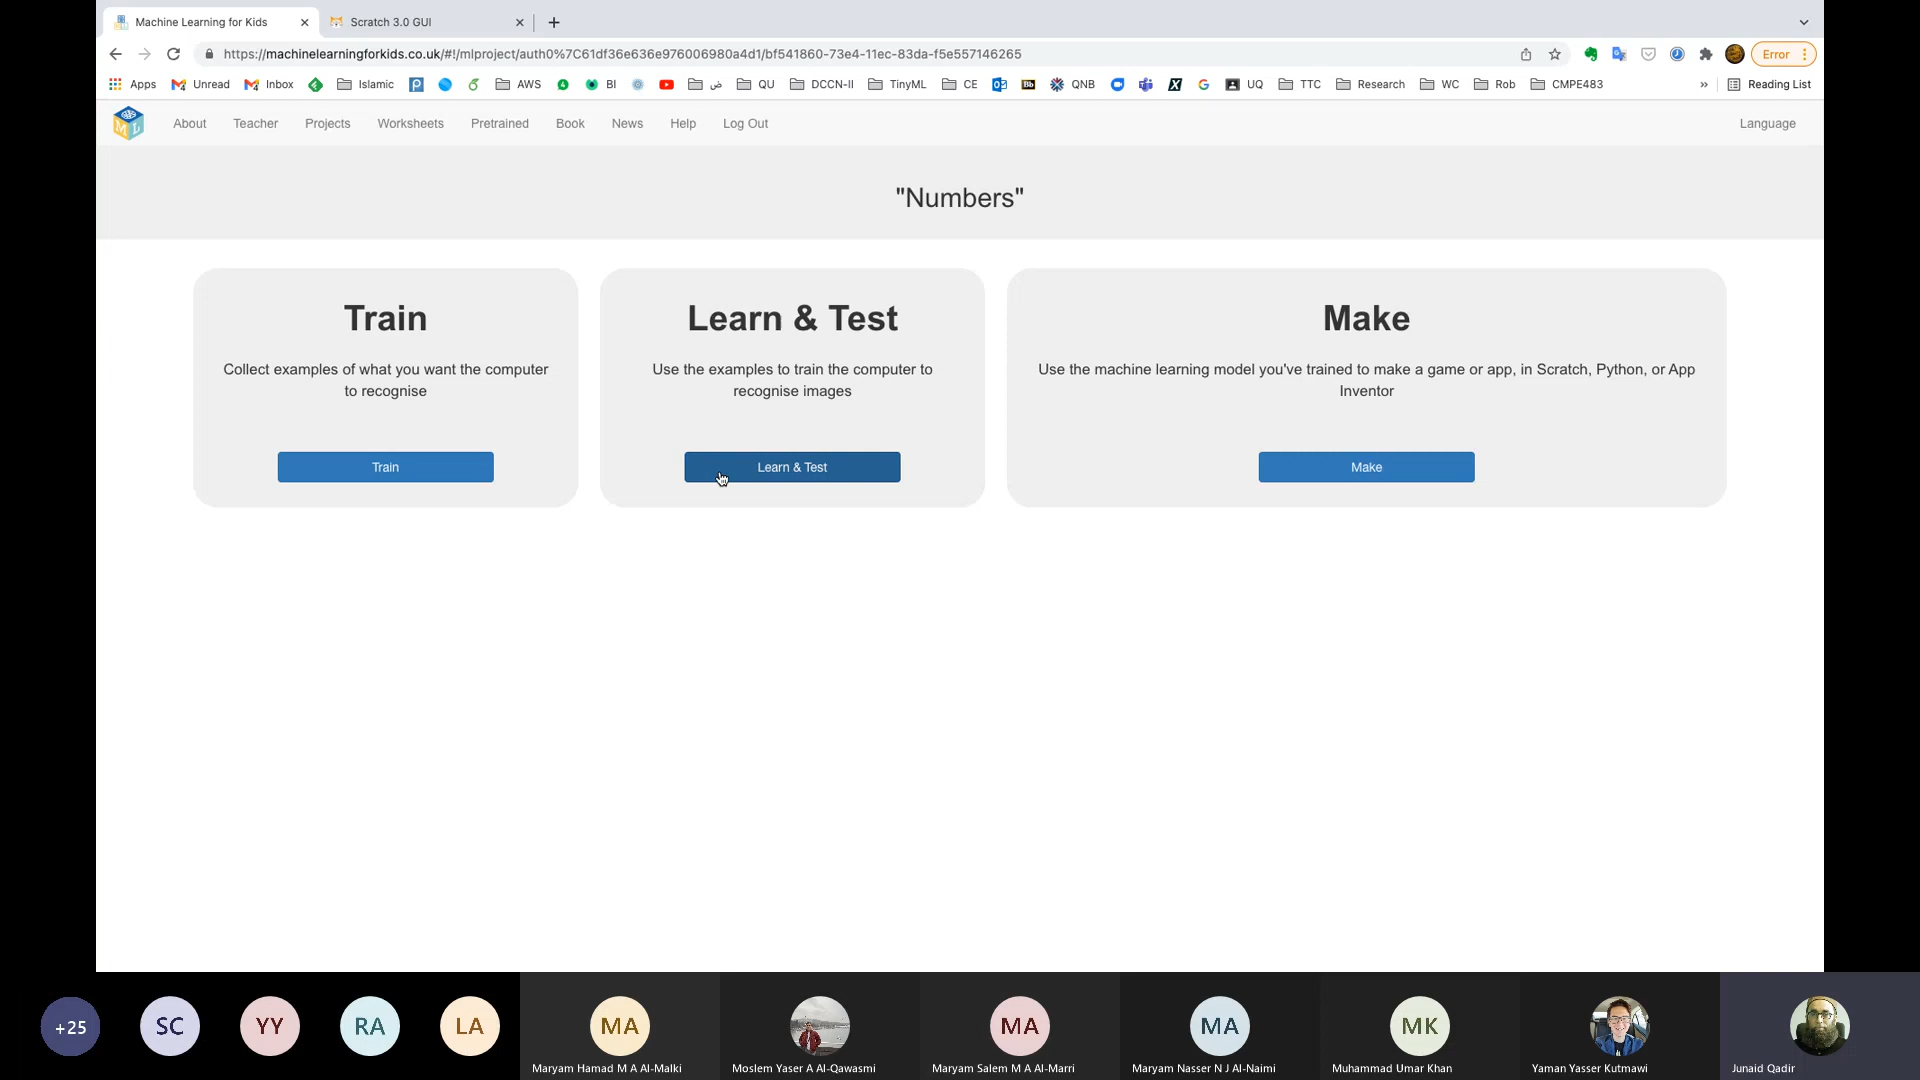 Machine Learning for Kids
Scratch 3.0 GUI
https://machinelearningforkids.co.uk/#!/mlproject/auth0%7C61df36e636e976006980a4d1/bf541860-73e4-11ec-83da-f5e557146265
Error
Apps Unread Inbox Islamic AWS BI ض QU DCCN-II TinyML CE Bb QNB UQ TTC Research WC Rob CMPE483 » Reading List
ML About Teacher Projects Worksheets Pretrained Book News Help Log Out Language
"Numbers"
Train
Collect examples of what you want the computer
to recognise
Train
Learn & Test
Use the examples to train the computer to
recognise images
Learn & Test
Make
Use the machine learning model you've trained to make a game or app, in Scratch, Python, or App
Inventor
Make
+25 SC YY RA LA MA MA MA MK
Maryam Hamad M A Al-Malki Moslem Yaser A Al-Qawasmi Maryam Salem M A Al-Marri Maryam Nasser N J Al-Naimi Muhammad Umar Khan Yaman Yasser Kutmawi Junaid Qadir